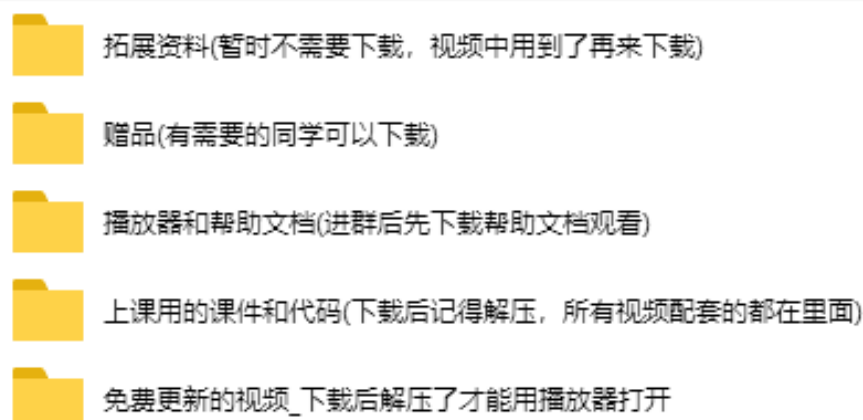 拓展资料(暂时不需要下载，视频中用到了再来下载)
赠品(有需要的同学可以下载)
播放器和帮助文档(进群后先下载帮助文档观看)
上课用的课件和代码(下载后记得解压，所有视频配套的都在里面)
免费更新的视频_下载后解压了才能用播放器打开